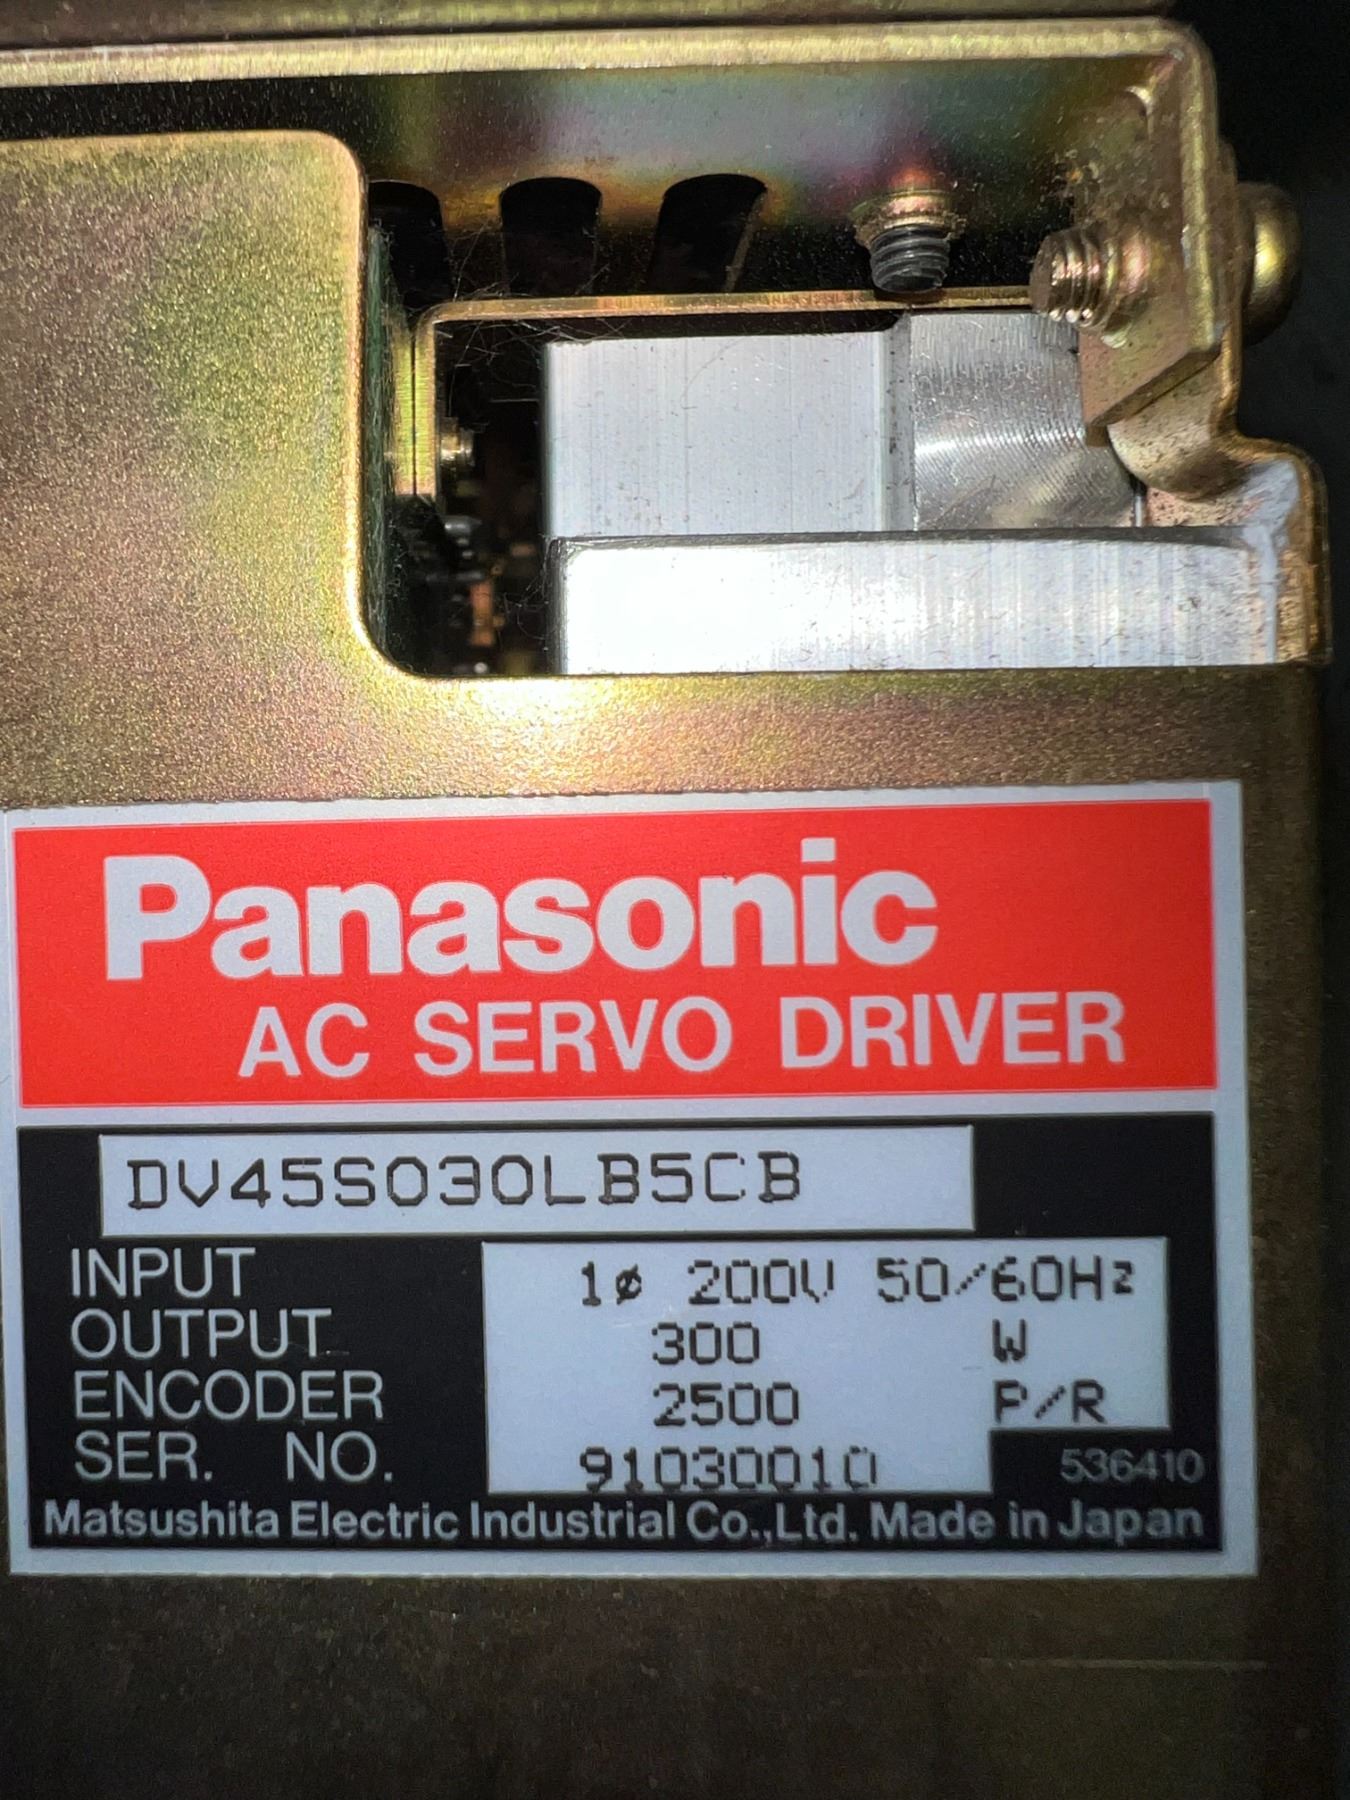 Panasonic
AC SERVO DRIVER
DV45S030LB5CB
INPUT 1ø 200V 50/60Hz
OUTPUT 300 W
ENCODER 2500 P/R
SER. NO. 91030010 536410
Matsushita Electric Industrial Co.,Ltd. Made in Japan